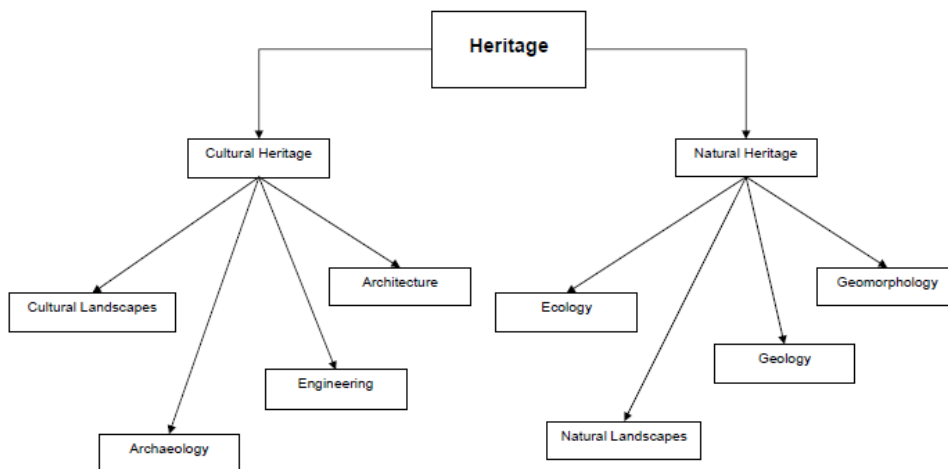 Heritage
Cultural Heritage
Natural Heritage
Architecture
Geomorphology
Cultural Landscapes
Ecology
Geology
Engineering
Natural Landscapes
Archaeology